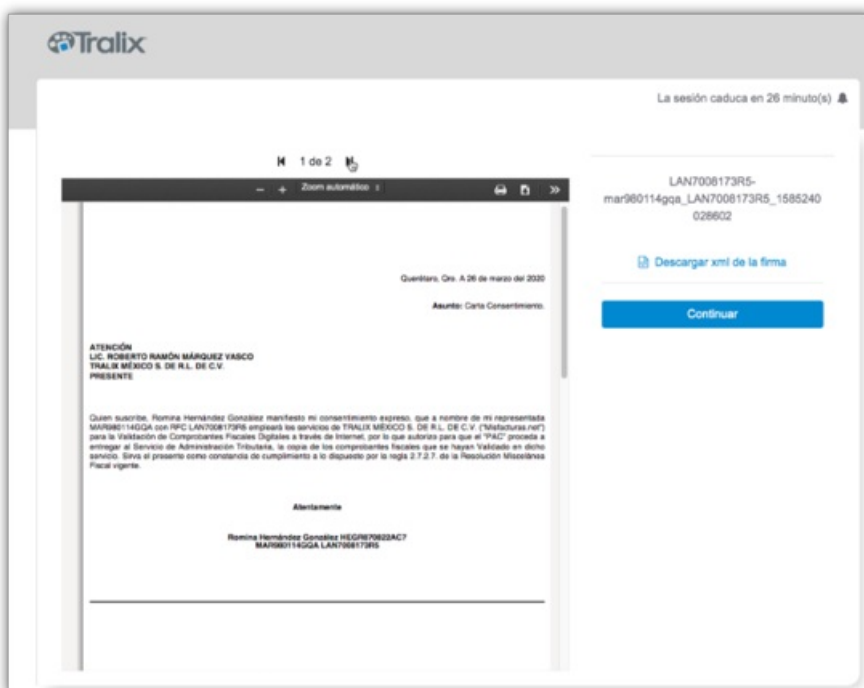 Tralix
La sesión caduca en 26 minuto(s)
1 de 2
Zoom automático
LAN7008173R5-
mar980114gqa_LAN7008173R5_1585240
028602
Descargar xml de la firma
Continuar
Querétaro, Qro. A 26 de marzo del 2020
Asunto: Carta Consentimiento.
ATENCIÓN
LIC. ROBERTO RAMÓN MÁRQUEZ VASCO
TRALIX MÉXICO S. DE R.L. DE C.V.
PRESENTE
Quien suscribe, Romina Hernández González manifiesto mi consentimiento expreso, que a nombre de mi representada
MAR980114GQA con RFC LAN7008173R5 empleará los servicios de TRALIX MÉXICO S. DE R.L. DE C.V. ("Misfacturas.net")
para la Validación de Comprobantes Fiscales Digitales a través de Internet, por lo que autoriza para que el "PAC" proceda a
entregar al Servicio de Administración Tributaria, la copia de los comprobantes fiscales que se hayan Validado en dicho
servicio. Sirva el presente como constancia de cumplimiento a lo dispuesto por la regla 2.7.2.7. de la Resolución Miscelánea
Fiscal vigente.
Atentamente
Romina Hernández González HEGR870822AC7
MAR980114GQA LAN7008173R5